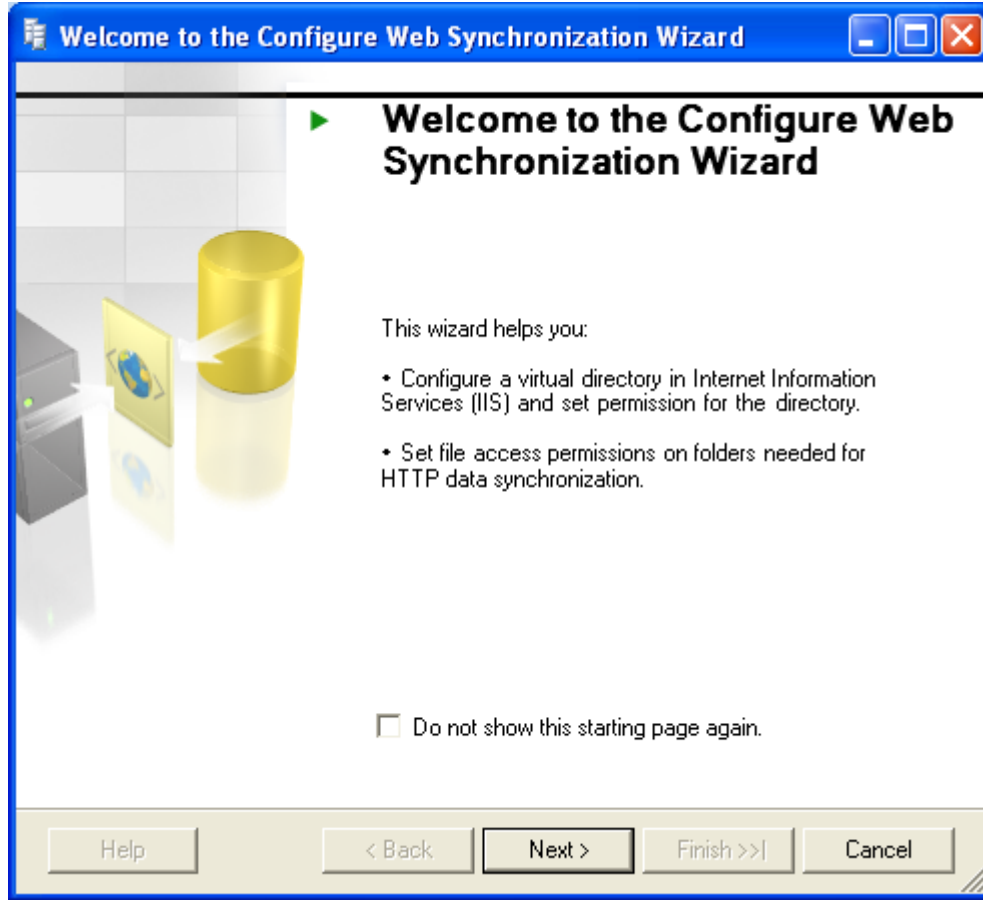 Welcome to the Configure Web Synchronization Wizard
Welcome to the Configure Web
Synchronization Wizard
This wizard helps you:
• Configure a virtual directory in Internet Information
Services (IIS) and set permission for the directory.
• Set file access permissions on folders needed for
HTTP data synchronization.
Do not show this starting page again.
Help < Back Next > Finish >>| Cancel